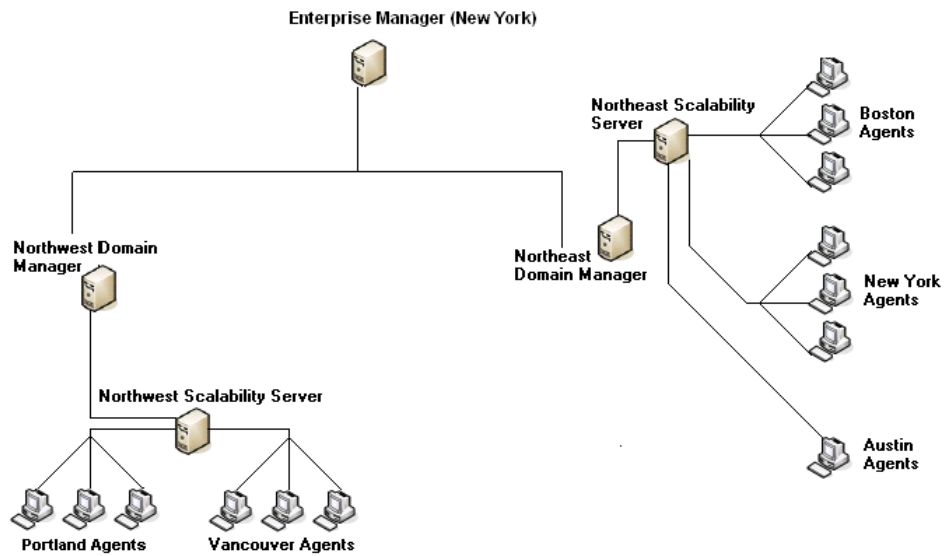 Enterprise Manager (New York)
Northeast Scalability
Server
Boston
Agents
Northwest Domain
Manager
Northeast
Domain Manager
New York
Agents
Northwest Scalability Server
Austin
Agents
Portland Agents
Vancouver Agents